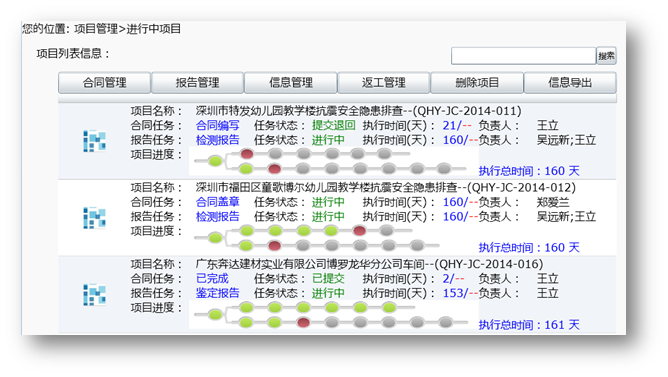 您的位置: 项目管理>进行中项目
项目列表信息：
搜索
合同管理 报告管理 信息管理 返工管理 删除项目 信息导出
项目名称： 深圳市特发幼儿园教学楼抗震安全隐患排查--(QHY-JC-2014-011)
合同任务： 合同编写 任务状态： 提交退回 执行时间(天)： 21/-- 负责人： 王立
报告任务： 检测报告 任务状态： 进行中 执行时间(天)： 160/-- 负责人： 吴远新;王立
项目进度：
执行总时间：160 天
项目名称： 深圳市福田区童歌博尔幼儿园教学楼抗震安全隐患排查--(QHY-JC-2014-012)
合同任务： 合同盖章 任务状态： 进行中 执行时间(天)： 160/-- 负责人： 郑爱兰
报告任务： 检测报告 任务状态： 进行中 执行时间(天)： 160/-- 负责人： 吴远新;王立
项目进度：
执行总时间：160 天
项目名称： 广东奔达建材实业有限公司博罗龙华分公司车间--(QHY-JC-2014-016)
合同任务： 已完成 任务状态： 已提交 执行时间(天)： 2/-- 负责人： 王立
报告任务： 鉴定报告 任务状态： 进行中 执行时间(天)： 153/-- 负责人： 王立
项目进度：
执行总时间：161 天